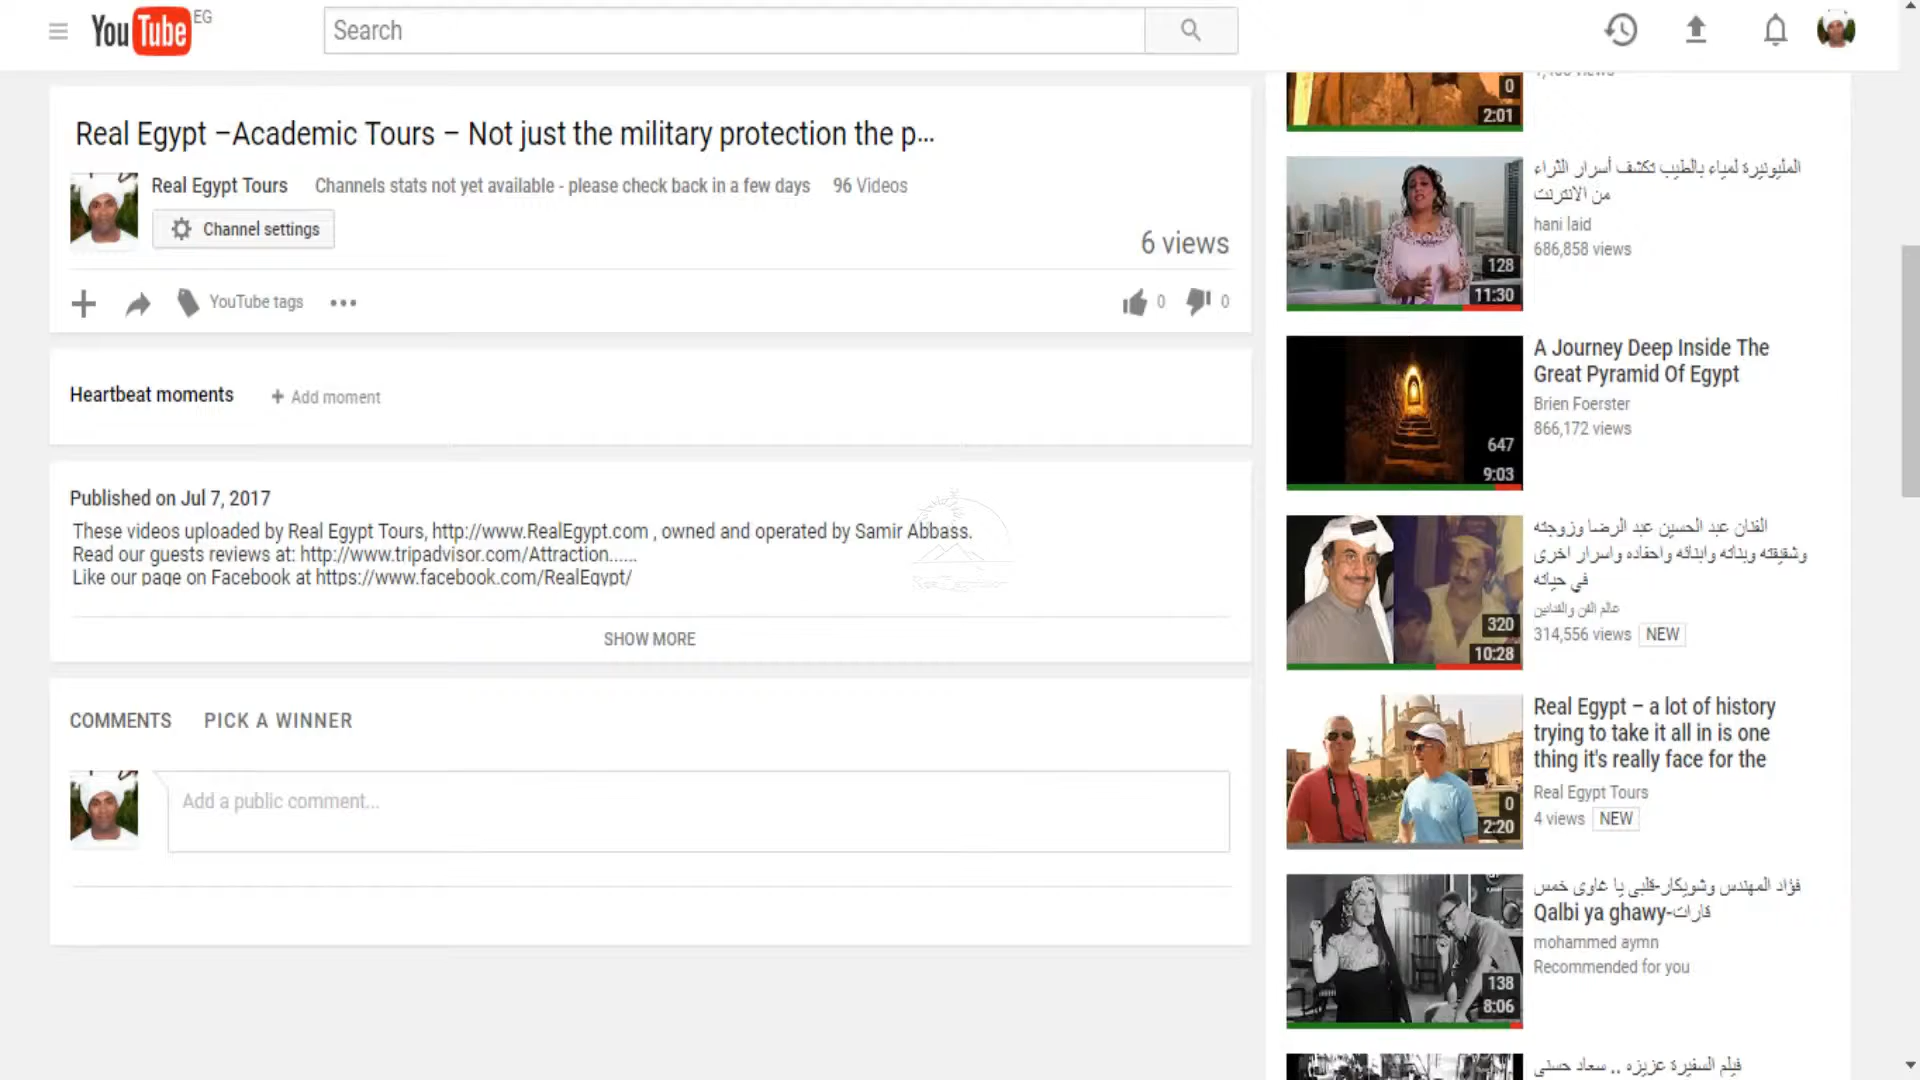 YouTube EG
Search
Real Egypt –Academic Tours – Not just the military protection the p...
Real Egypt Tours Channels stats not yet available - please check back in a few days 96 Videos
Channel settings
6 views
YouTube tags
0 0
Heartbeat moments + Add moment
Published on Jul 7, 2017
These videos uploaded by Real Egypt Tours, http://www.RealEgypt.com , owned and operated by Samir Abbass.
Read our guests reviews at: http://www.tripadvisor.com/Attraction......
Like our page on Facebook at https://www.facebook.com/RealEgypt/
SHOW MORE
COMMENTS PICK A WINNER
Add a public comment...
0
2:01
المليونيرة لمياء بالطيب تكشف أسرار الثراء
من الانترنت
hani laid
686,858 views
128
11:30
A Journey Deep Inside The
Great Pyramid Of Egypt
Brien Foerster
866,172 views
647
9:03
الفنان عبد الحسين عبد الرضا وزوجته
وشقيقته وبناته وابنائه واحفاده واسرار اخرى
في حياته
عالم الفن والفنانين
314,556 views NEW
320
10:28
Real Egypt – a lot of history
trying to take it all in is one
thing it's really face for the
Real Egypt Tours
4 views NEW
0
2:20
فؤاد المهندس وشويكار-قلبى يا غاوى خمس
Qalbi ya ghawy-قارات
mohammed aymn
Recommended for you
138
8:06
فيلم السفيرة عزيزه .. سعاد حسني